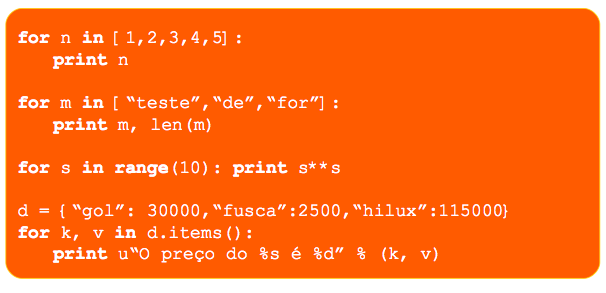 for n in [ 1,2,3,4,5] :
print n
for m in [ “teste”,“de”,“for”] :
print m, len(m)
for s in range(10): print s**s
d = { “gol”: 30000,“fusca”:2500,“hilux”:115000}
for k, v in d.items():
print u“O preço do %s é %d” % (k, v)